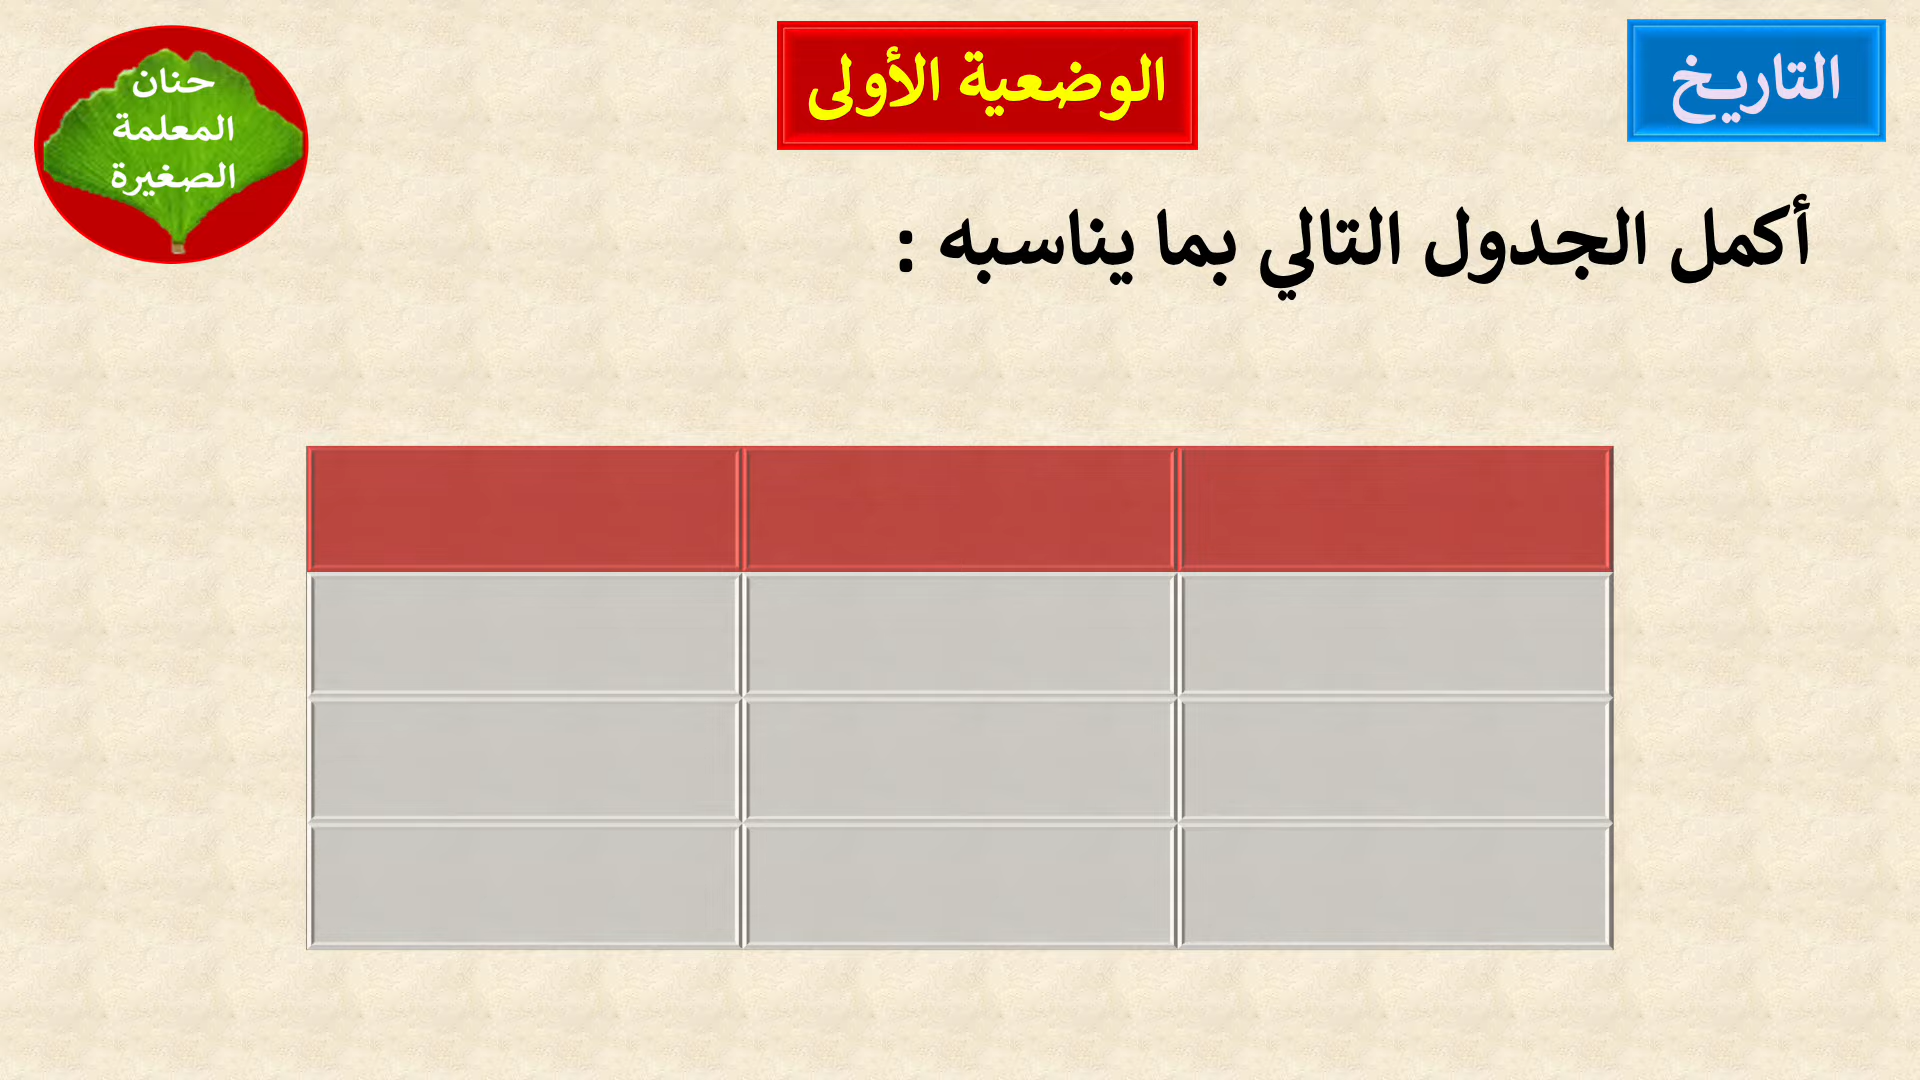 التاريخ
الوضعية الأولى
حنان
المعلمة
الصغيرة
أكمل الجدول التالي بما يناسبه :